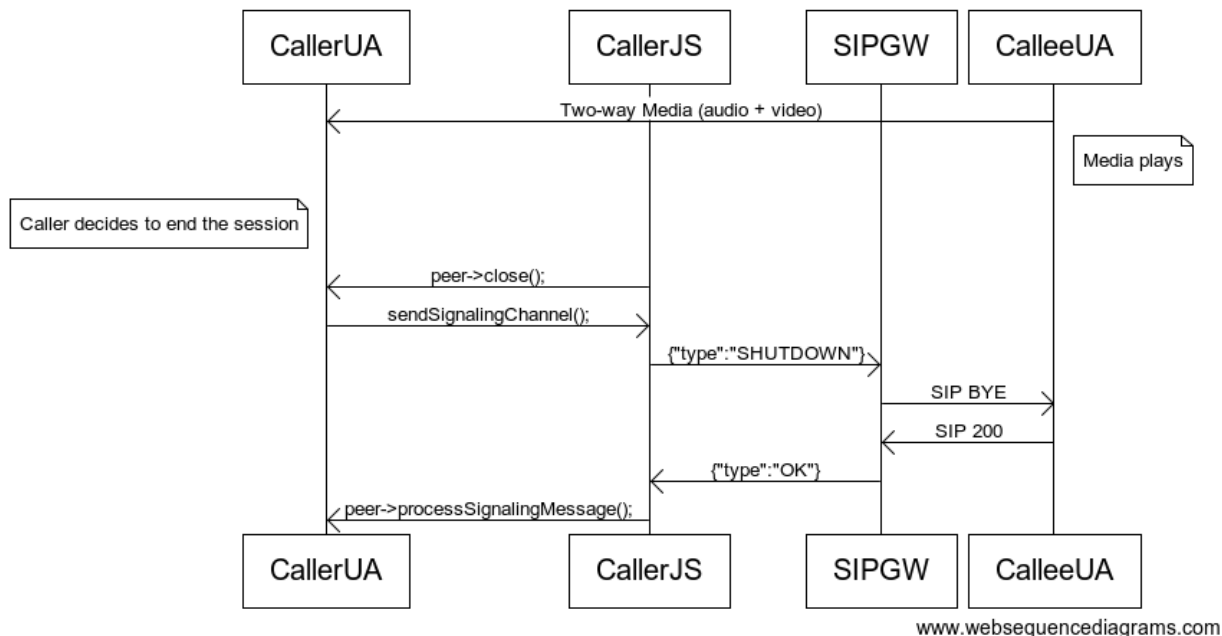 CallerUA
CallerJS
SIPGW
CalleeUA
Two-way Media (audio + video)
Media plays
Caller decides to end the session
peer->close();
sendSignalingChannel();
{"type":"SHUTDOWN"}
SIP BYE
SIP 200
{"type":"OK"}
peer->processSignalingMessage();
CallerUA
CallerJS
SIPGW
CalleeUA
www.websequencediagrams.com